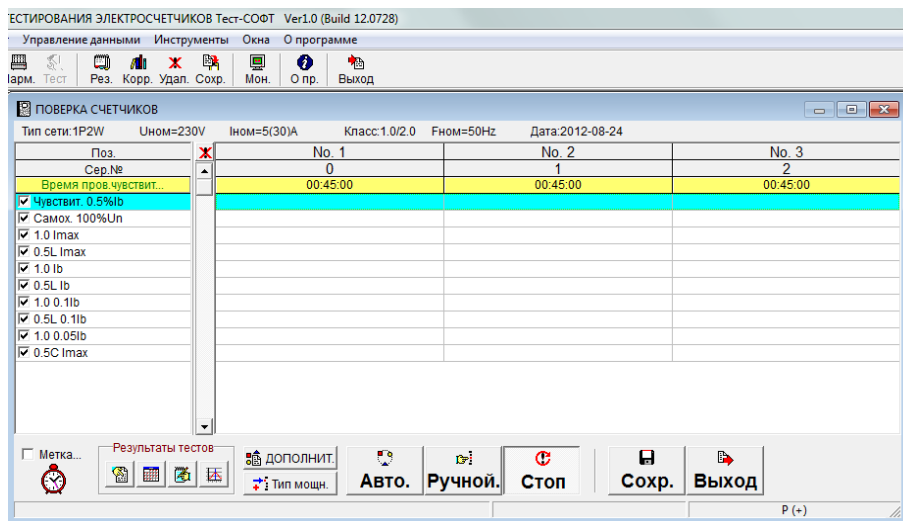 ЕСТИРОВАНИЯ ЭЛЕКТРОСЧЕТЧИКОВ Тест-СОФТ Ver1.0 (Build 12.0728)
Управление данными Инструменты Окна О программе
Парм. Тест Рез. Корр. Удал. Сохр. Мон. О пр. Выход
ПОВЕРКА СЧЕТЧИКОВ
Тип сети:1P2W Uном=230V Iном=5(30)A Класс:1.0/2.0 Fном=50Hz Дата:2012-08-24
Поз. No. 1 No. 2 No. 3
Сер.№ 0 1 2
Время пров.чувствит... 00:45:00 00:45:00 00:45:00
Чувствит. 0.5%Ib
Самох. 100%Un
1.0 Imax
0.5L Imax
1.0 Ib
0.5L Ib
1.0 0.1Ib
0.5L 0.1Ib
1.0 0.05Ib
0.5C Imax
Метка... Результаты тестов ДОПОЛНИТ. Тип мощн. Авто. Ручной. Стоп Сохр. Выход
P (+)